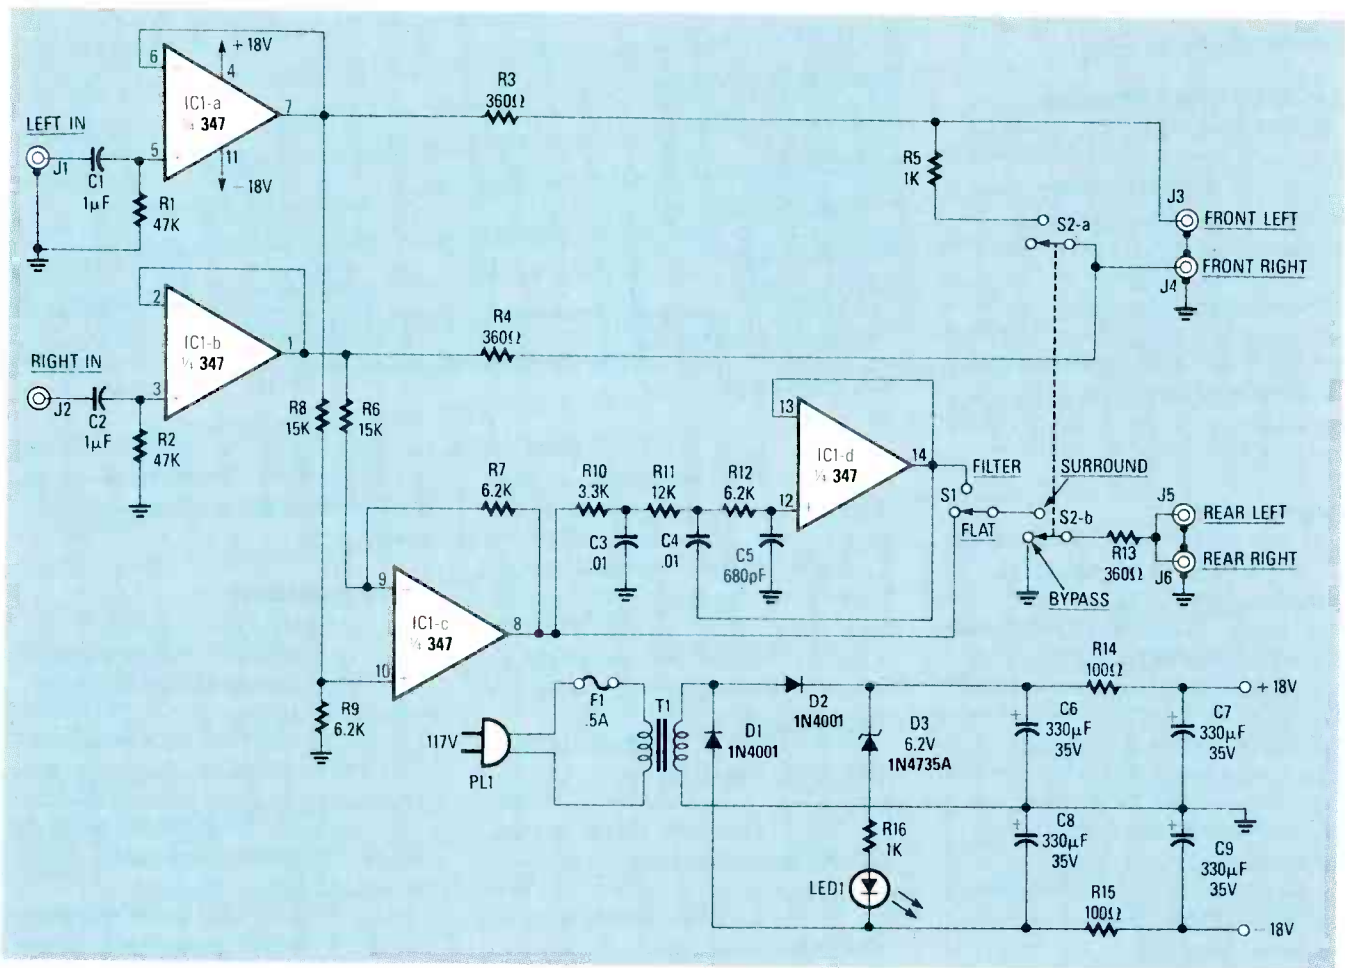 +18V
6
4
IC1-a
¼ 347
7
LEFT IN
5
11
−18V
J1
C1
1µF
R1
47K
R3
360Ω
R5
1K
S2-a
J3
FRONT LEFT
FRONT RIGHT
J4
2
IC1-b
¼ 347
1
RIGHT IN
3
J2
C2
1µF
R2
47K
R4
360Ω
R8
15K
R6
15K
13
IC1-d
¼ 347
14
12
+
R7
6.2K
R10
3.3K
R11
12K
R12
6.2K
C3
.01
C4
.01
C5
680pF
FILTER
S1
FLAT
SURROUND
S2-b
BYPASS
R13
360Ω
J5
REAR LEFT
REAR RIGHT
J6
9
IC1-c
¼ 347
8
10
+
R9
6.2K
117V
PL1
F1
.5A
T1
D1
1N4001
D2
1N4001
D3
6.2V
1N4735A
R16
1K
LED1
R14
100Ω
+18V
+
C6
330µF
35V
+
C7
330µF
35V
+
C8
330µF
35V
+
C9
330µF
35V
R15
100Ω
−18V